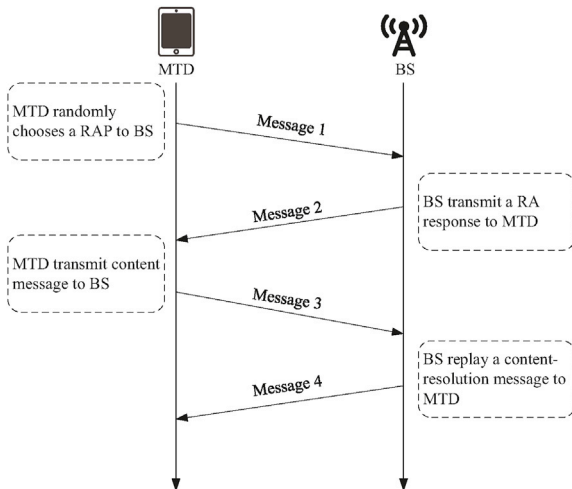 MTD
BS
MTD randomly
chooses a RAP to BS
Message 1
BS transmit a RA
response to MTD
Message 2
MTD transmit content
message to BS
Message 3
BS replay a content-
resolution message to
MTD
Message 4